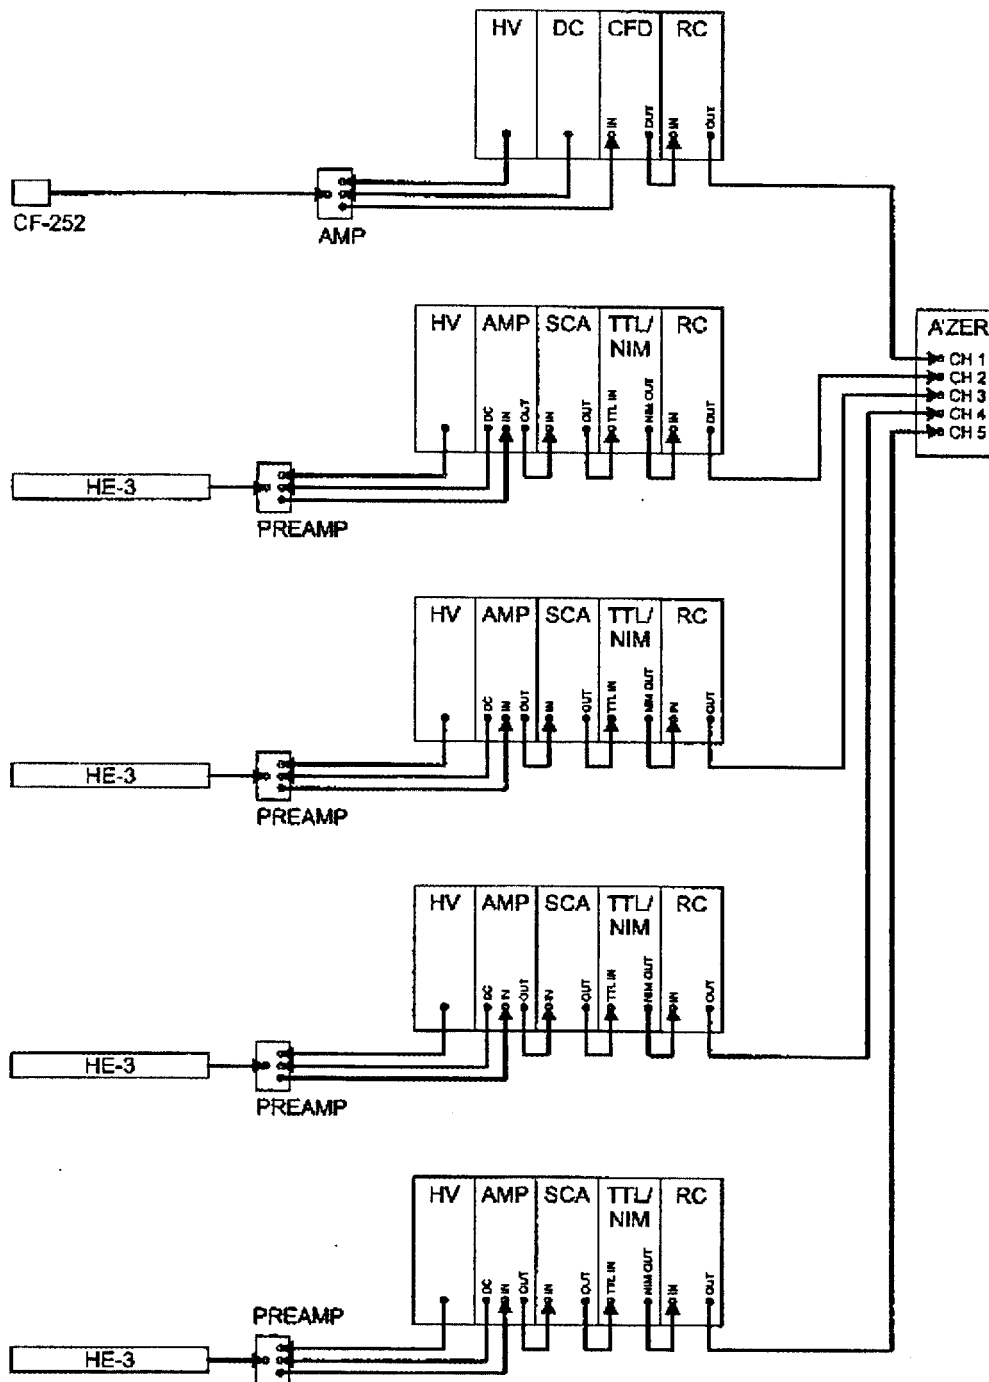 HV DC CFD RC
IN OUT IN OUT
CF-252
AMP
HV AMP SCA TTL/ RC
NIM
DC IN OUT IN OUT TTL IN NIM OUT IN OUT
A'ZER
CH 1
CH 2
CH 3
CH 4
CH 5
HE-3
PREAMP
HV AMP SCA TTL/ RC
NIM
DC IN OUT IN OUT TTL IN NIM OUT IN OUT
HE-3
PREAMP
HV AMP SCA TTL/ RC
NIM
DC IN OUT IN OUT TTL IN NIM OUT IN OUT
HE-3
PREAMP
HV AMP SCA TTL/ RC
NIM
DC IN OUT IN OUT TTL IN NIM OUT IN OUT
PREAMP
HE-3